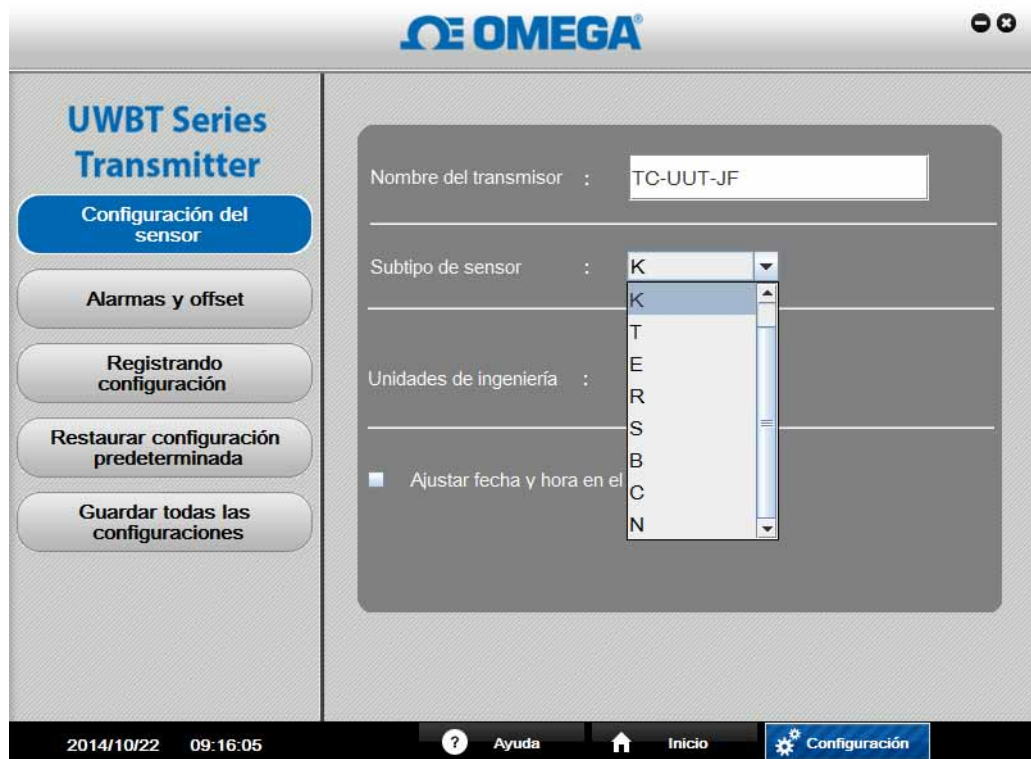 OMEGA®
UWBT Series
Transmitter
Configuración del
sensor
Alarmas y offset
Registrando
configuración
Restaurar configuración
predeterminada
Guardar todas las
configuraciones
Nombre del transmisor : TC-UUT-JF
Subtipo de sensor : K
K
T
E
R
S
B
C
N
Unidades de ingeniería :
Ajustar fecha y hora en el
2014/10/22 09:16:05
? Ayuda
Inicio
Configuración